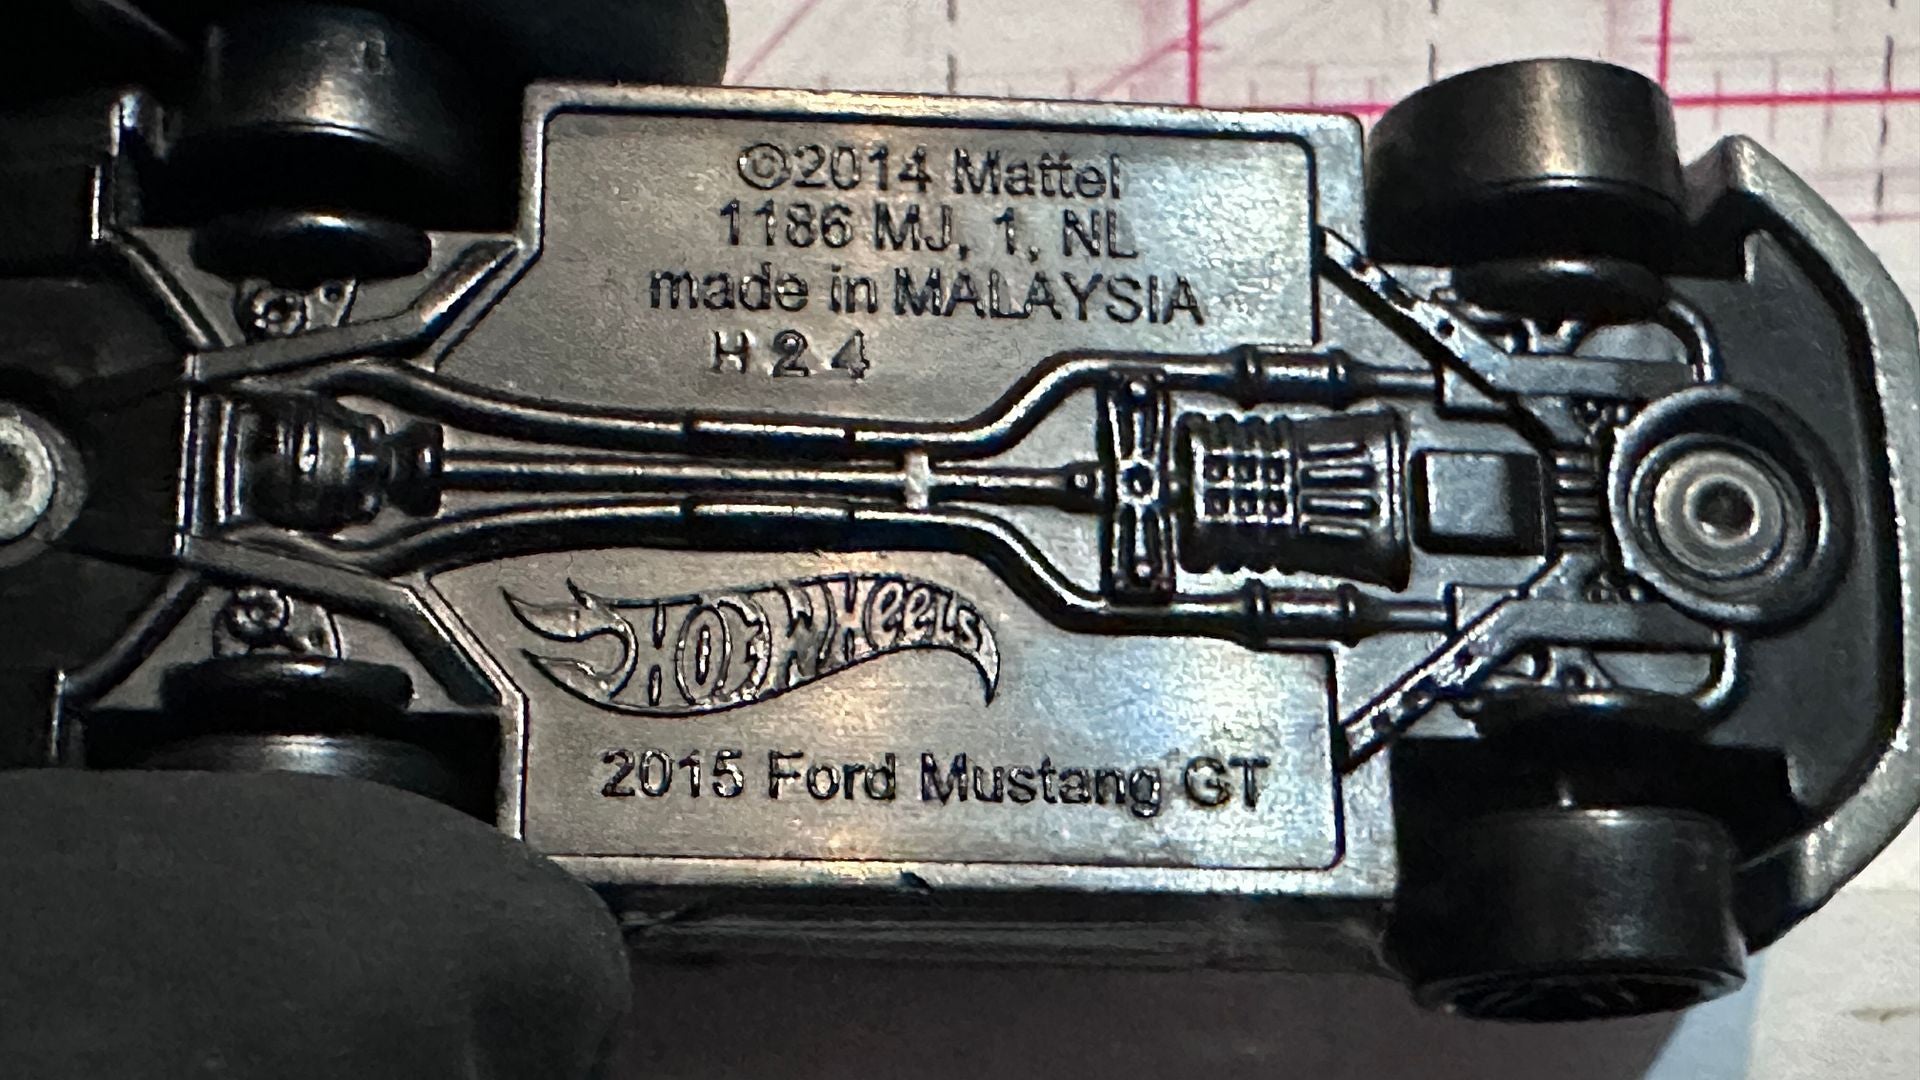 ©2014 Mattel
1186 MJ, 1, NL
made in MALAYSIA
H 2 4
HOT WHEELS
2015 Ford Mustang GT